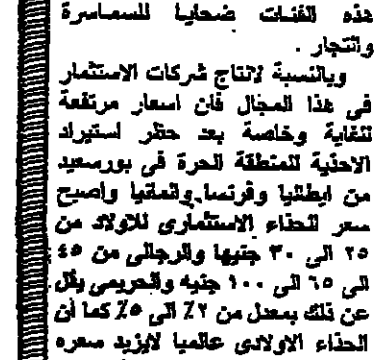 هذه الفئات ضحايا للسماسرة
والتجار .
وبالنسبة لانتاج شركات الاستثمار
فى هذا المجال فان اسعار مرتفعة
للغاية وخاصة بعد حظر استيراد
الاحذية للمنطقة الحرة فى بورسعيد
من ايطاليا وفرنسا والمانيا واصبح
سعر الحذاء الاستثمارى للاولاد من
٢٥ الى ٣٠ جنيها والرجالى من ٤٥
الى ٦٥ الى ١٠٠ جنيه والحريمى يقل
عن ذلك بمعدل من ٢٪ الى ٥٪ كما أن
الحذاء الاولادى عالميا لايزيد سعره